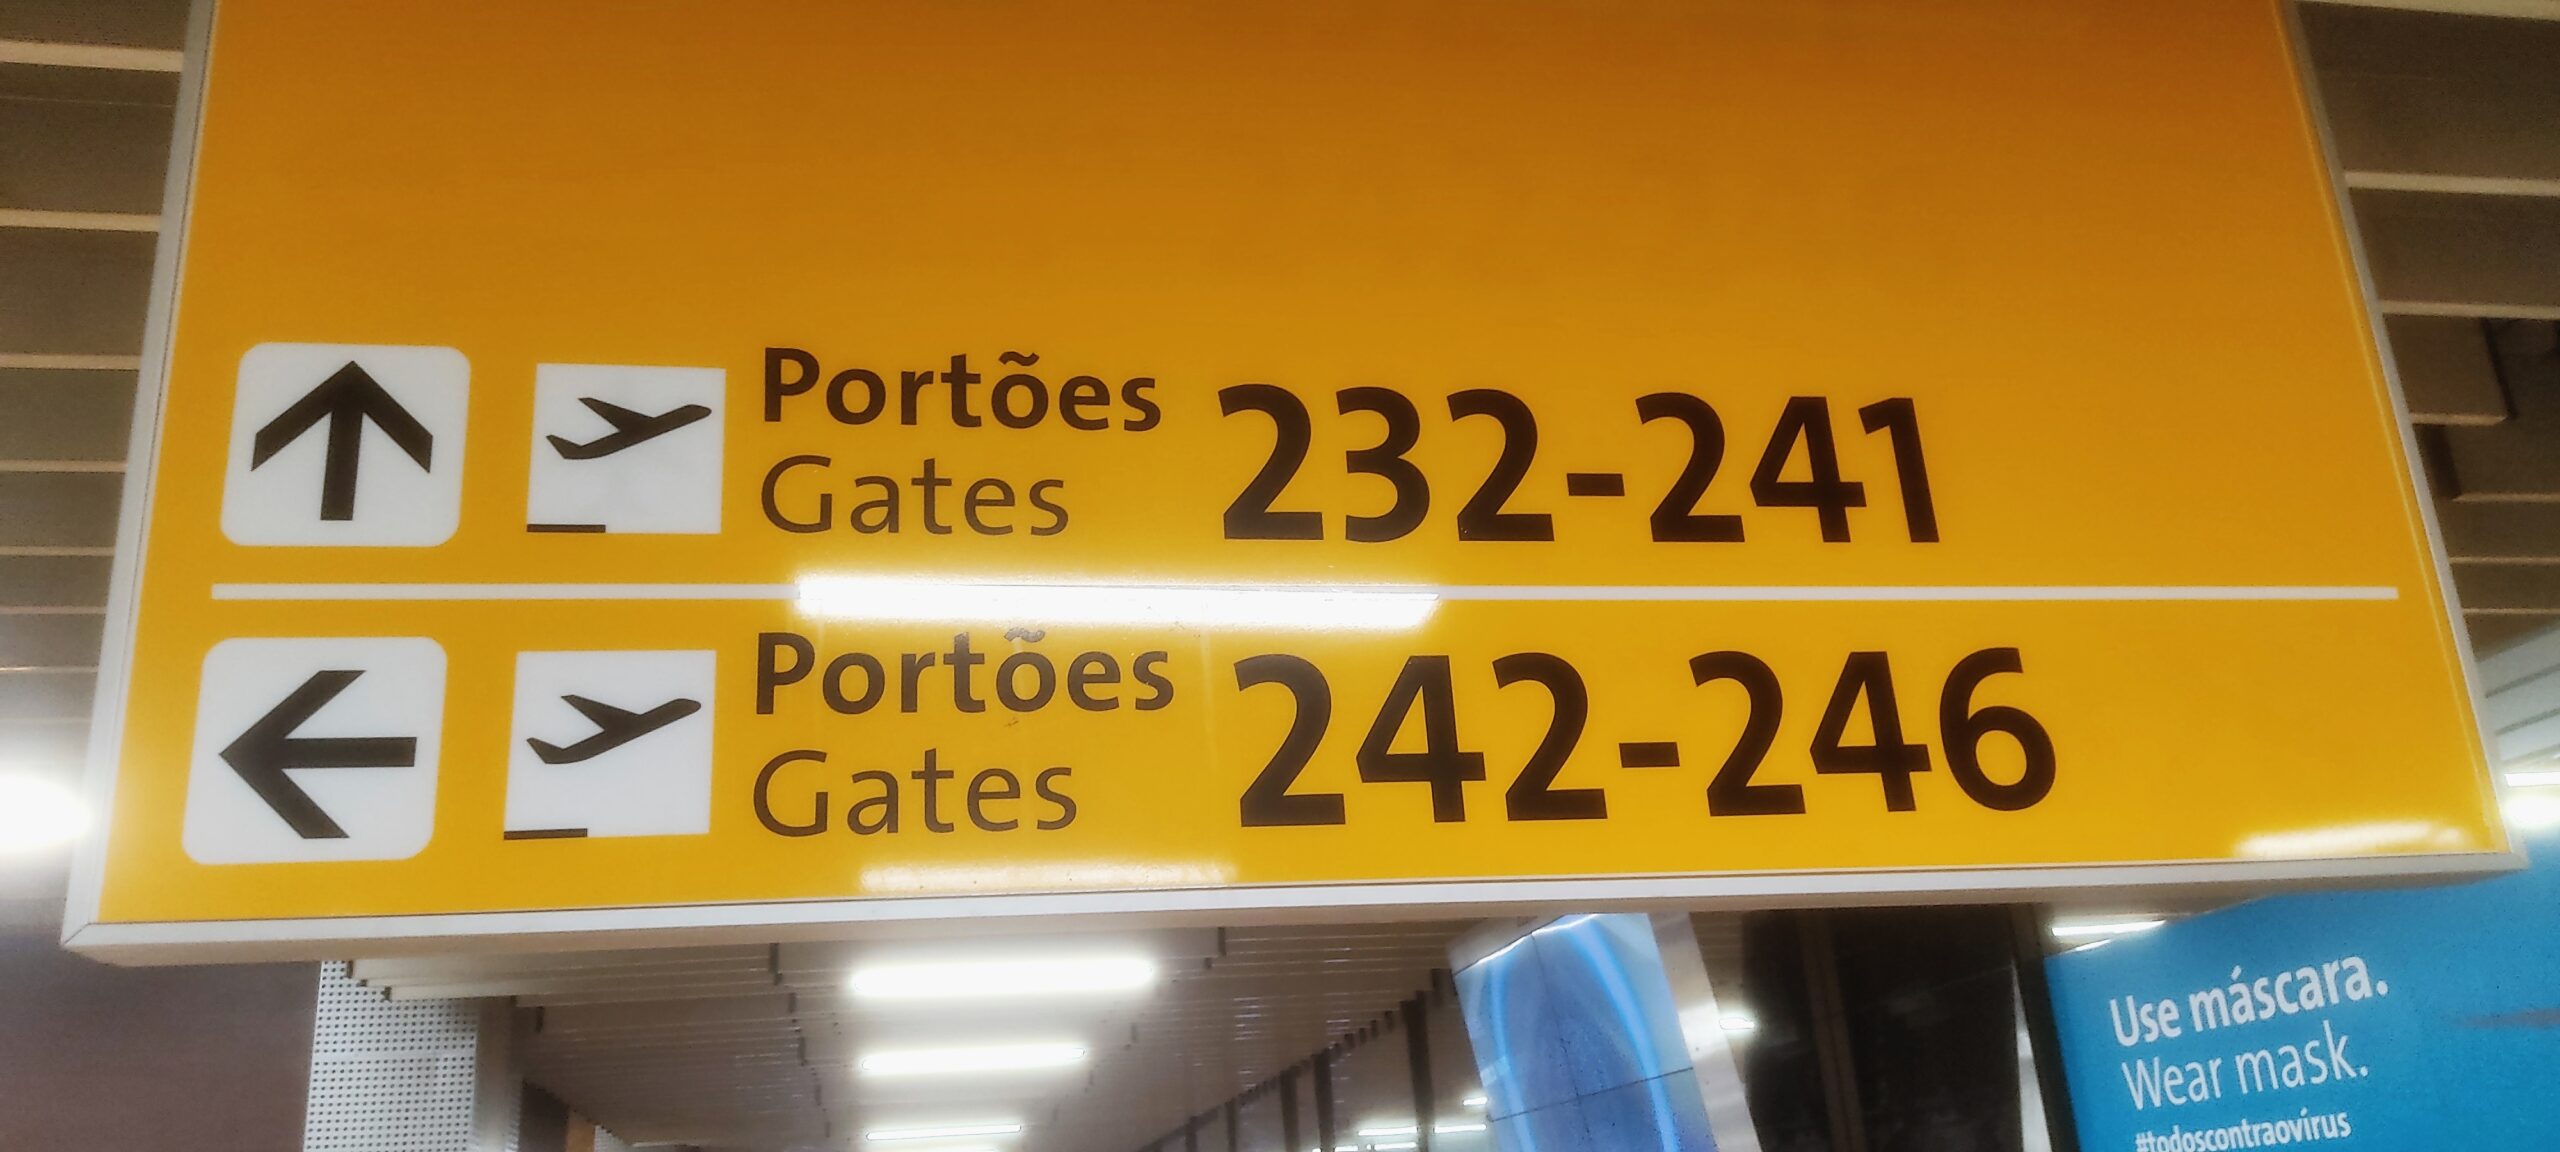 Portões
Gates
232-241
Portões
Gates
242-246
Use máscara.
Wear mask.
#todoscontraovírus